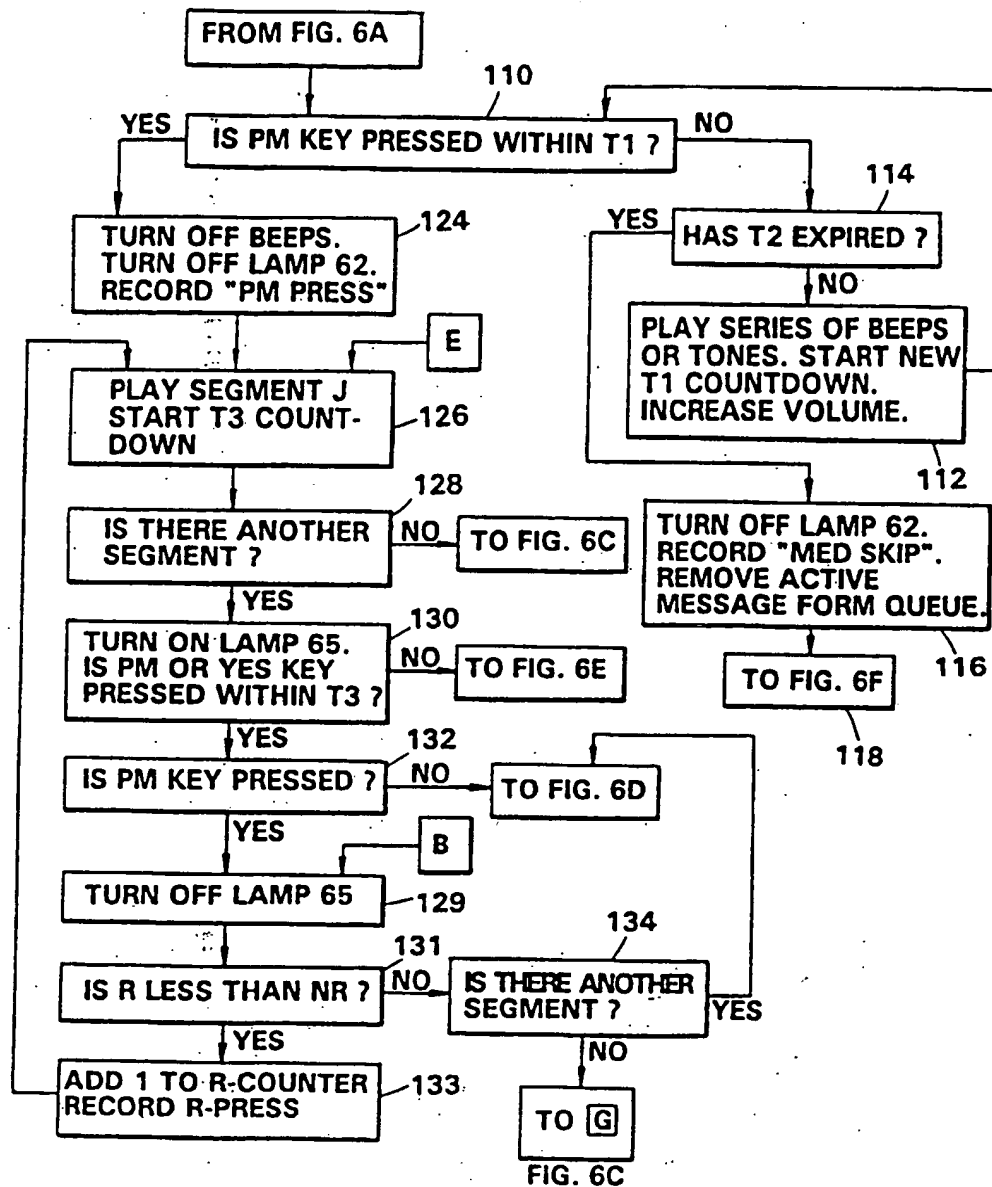 FROM FIG. 6A
110
YES
IS PM KEY PRESSED WITHIN T1 ?
NO
124
TURN OFF BEEPS.
TURN OFF LAMP 62.
RECORD "PM PRESS"
114
YES
HAS T2 EXPIRED ?
NO
E
PLAY SEGMENT J
START T3 COUNT-
DOWN
126
PLAY SERIES OF BEEPS
OR TONES. START NEW
T1 COUNTDOWN.
INCREASE VOLUME.
112
128
IS THERE ANOTHER
SEGMENT ?
NO
TO FIG. 6C
YES
TURN OFF LAMP 62.
RECORD "MED SKIP".
REMOVE ACTIVE
MESSAGE FORM QUEUE.
116
130
TURN ON LAMP 65.
IS PM OR YES KEY
PRESSED WITHIN T3 ?
NO
TO FIG. 6E
YES
TO FIG. 6F
118
132
IS PM KEY PRESSED ?
NO
TO FIG. 6D
YES
B
TURN OFF LAMP 65
129
131
IS R LESS THAN NR ?
NO
134
IS THERE ANOTHER
SEGMENT ?
YES
YES
NO
ADD 1 TO R-COUNTER
RECORD R-PRESS
133
TO G
FIG. 6C